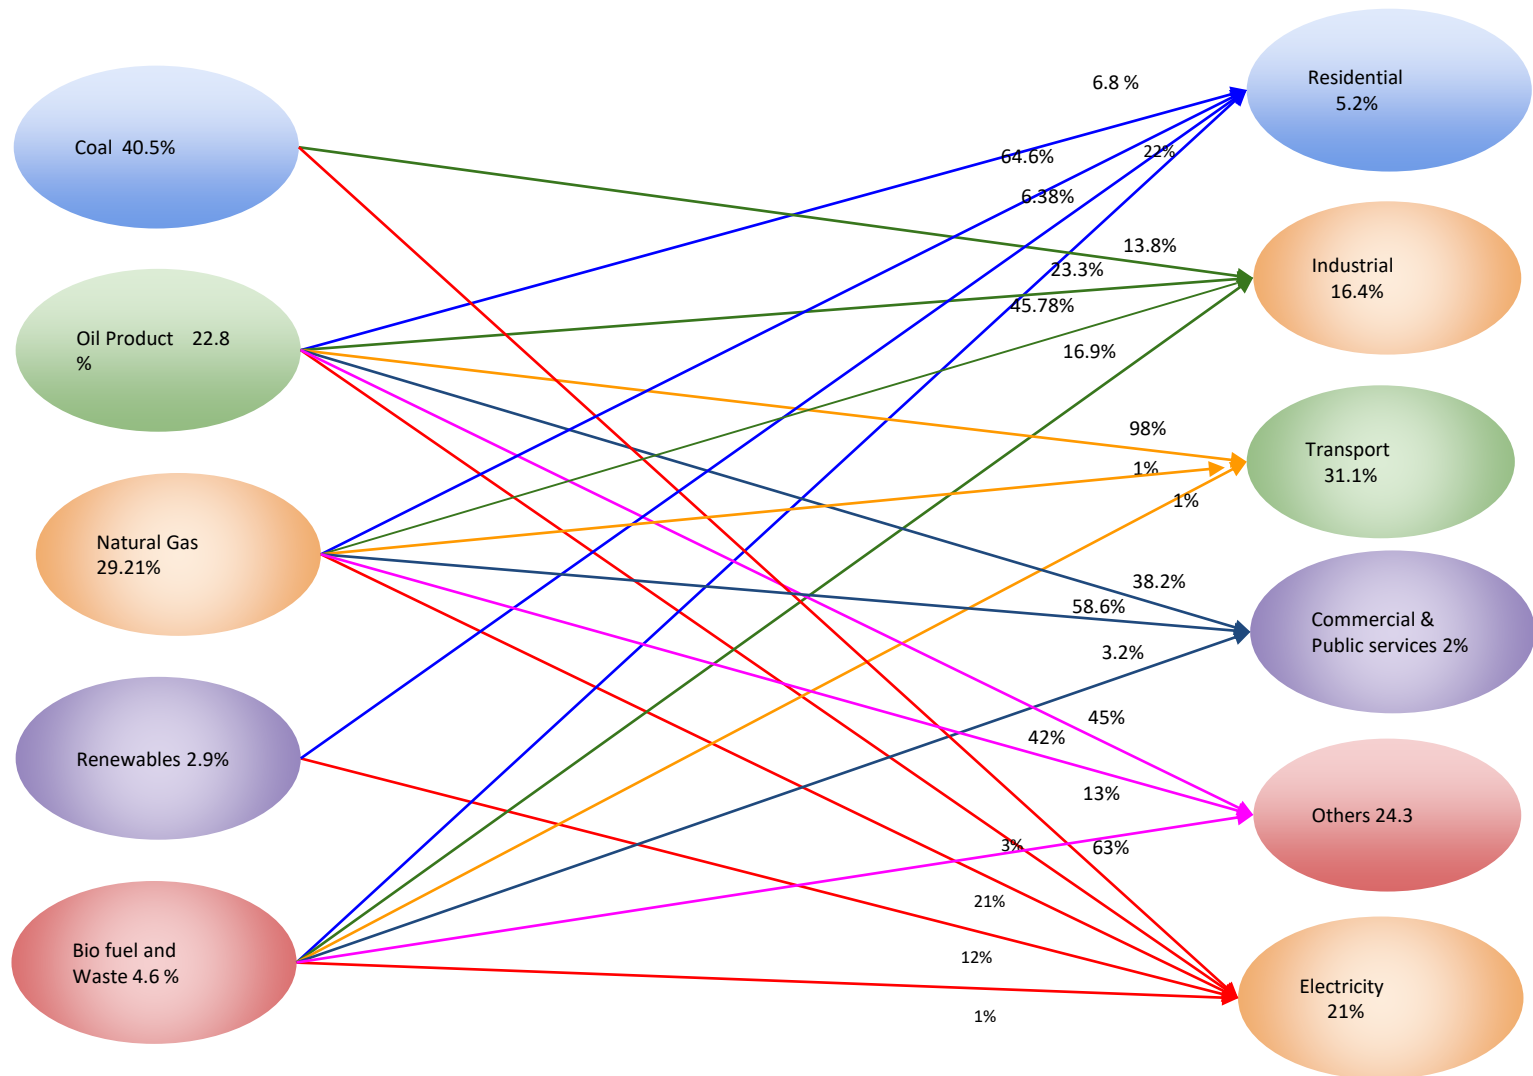 Coal 40.5%
Oil Product 22.8
%
Natural Gas
29.21%
Renewables 2.9%
Bio fuel and
Waste 4.6 %
6.8 %
64.6%
22%
6.38%
13.8%
23.3%
45.78%
16.9%
98%
1%
1%
38.2%
58.6%
3.2%
45%
42%
13%
3%
63%
21%
12%
1%
Residential
5.2%
Industrial
16.4%
Transport
31.1%
Commercial &
Public services 2%
Others 24.3
Electricity
21%